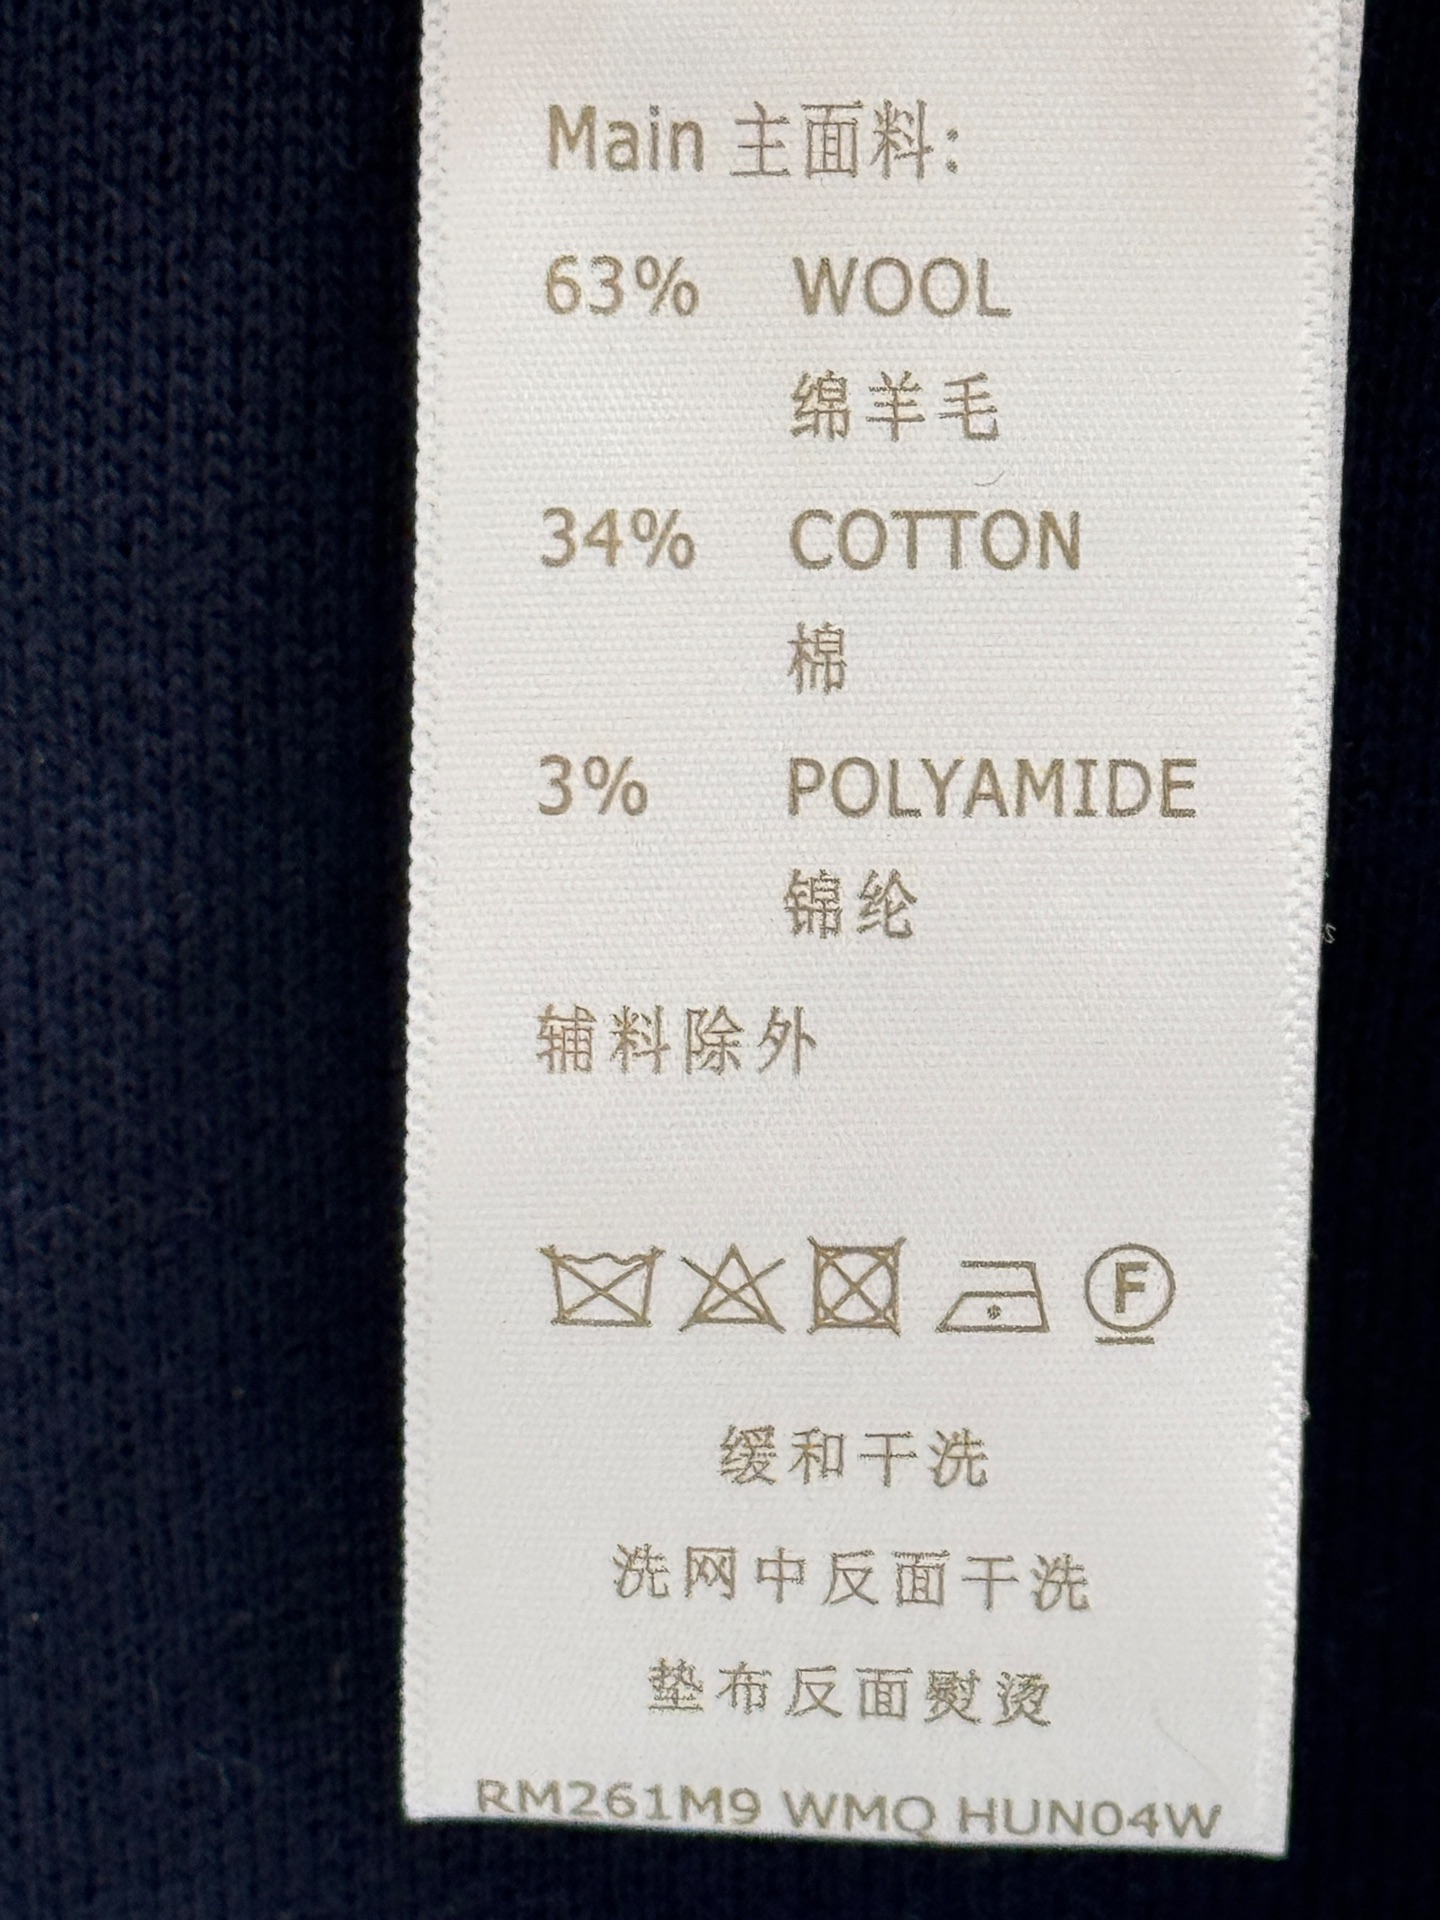 Main 主面料:
63% WOOL
绵羊毛
34% COTTON
棉
3% POLYAMIDE
锦纶
辅料除外
F
缓和干洗
洗网中反面干洗
垫布反面熨烫
RM261M9 WMQ HUN04W